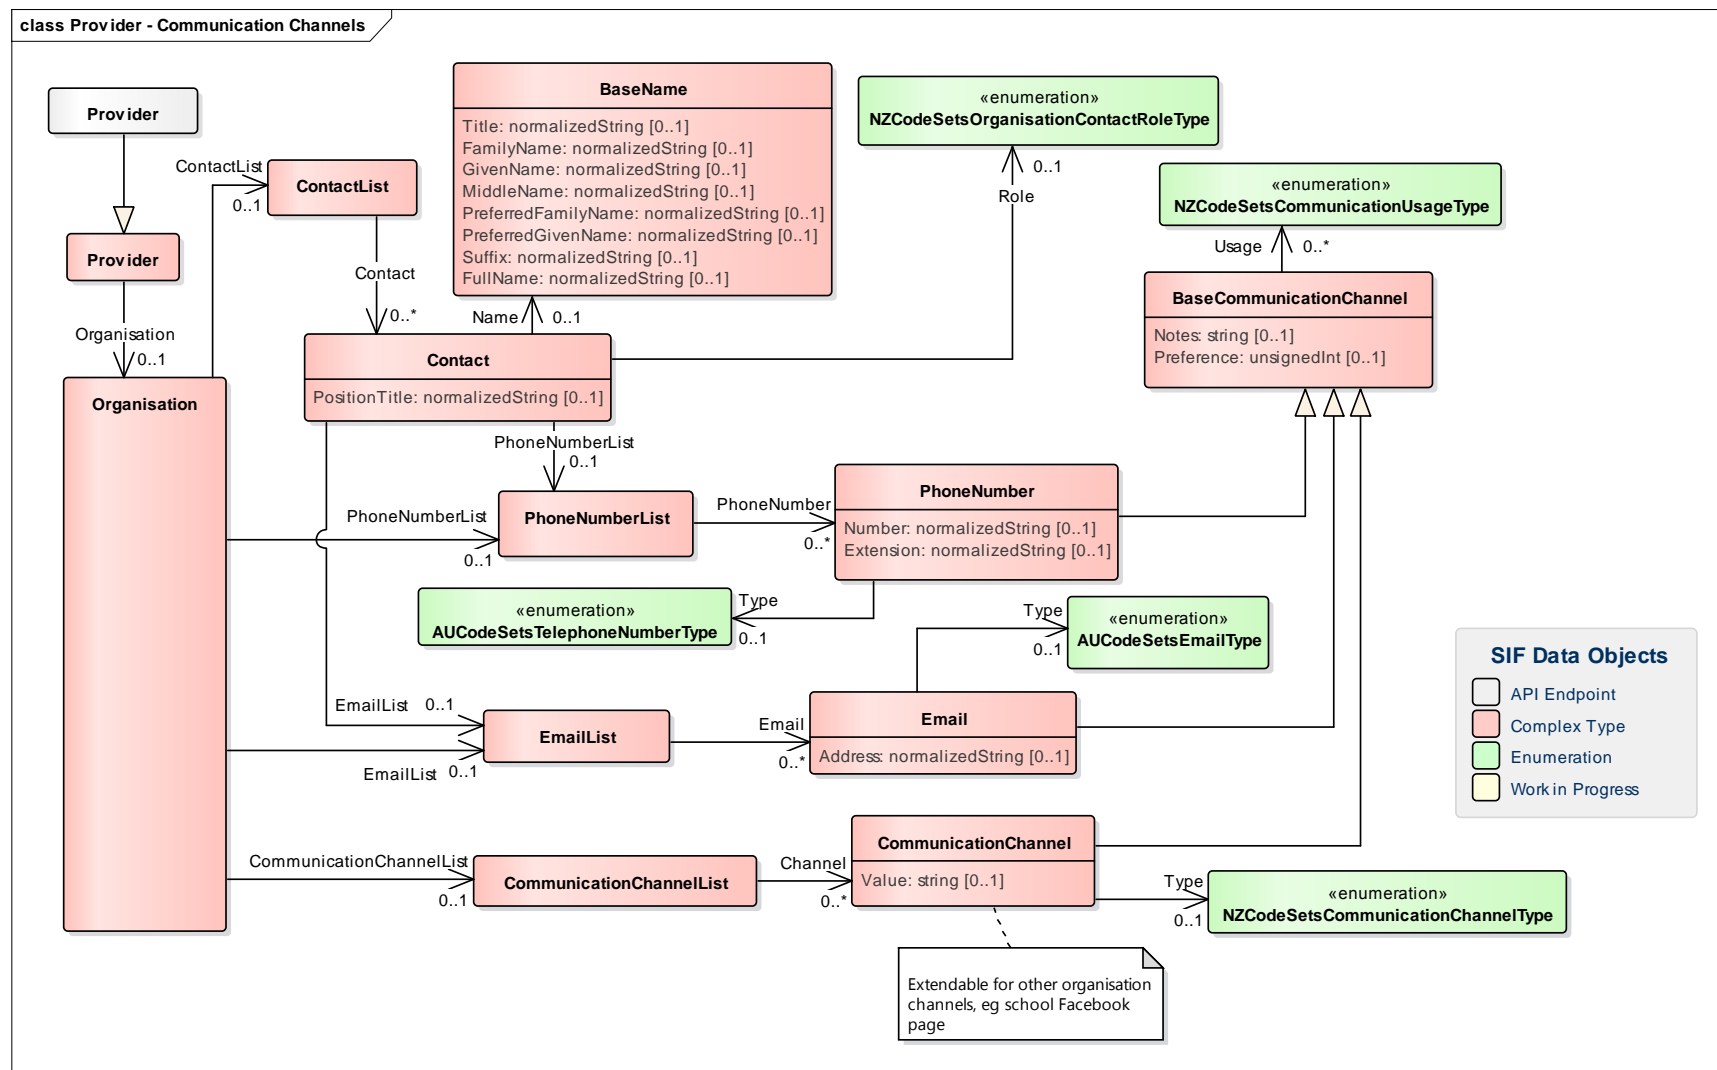 class Provider - Communication Channels
Provider
Provider
Organisation
0..1
Organisation
ContactList
0..1
ContactList
Contact
0..*
BaseName
Title: normalizedString [0..1]
FamilyName: normalizedString [0..1]
GivenName: normalizedString [0..1]
MiddleName: normalizedString [0..1]
PreferredFamilyName: normalizedString [0..1]
PreferredGivenName: normalizedString [0..1]
Suffix: normalizedString [0..1]
FullName: normalizedString [0..1]
Name
0..1
Contact
PositionTitle: normalizedString [0..1]
«enumeration»
NZCodeSetsOrganisationContactRoleType
0..1
Role
«enumeration»
NZCodeSetsCommunicationUsageType
Usage
0..*
BaseCommunicationChannel
Notes: string [0..1]
Preference: unsignedInt [0..1]
PhoneNumberList
0..1
PhoneNumberList
0..1
PhoneNumberList
PhoneNumber
0..*
PhoneNumber
Number: normalizedString [0..1]
Extension: normalizedString [0..1]
«enumeration»
AUCodeSetsTelephoneNumberType
Type
0..1
Type
0..1
«enumeration»
AUCodeSetsEmailType
EmailList
0..1
EmailList
0..1
EmailList
Email
0..*
Email
Address: normalizedString [0..1]
CommunicationChannelList
0..1
CommunicationChannelList
Channel
0..*
CommunicationChannel
Value: string [0..1]
Type
0..1
«enumeration»
NZCodeSetsCommunicationChannelType
Extendable for other organisation
channels, eg school Facebook
page
SIF Data Objects
API Endpoint
Complex Type
Enumeration
Work in Progress